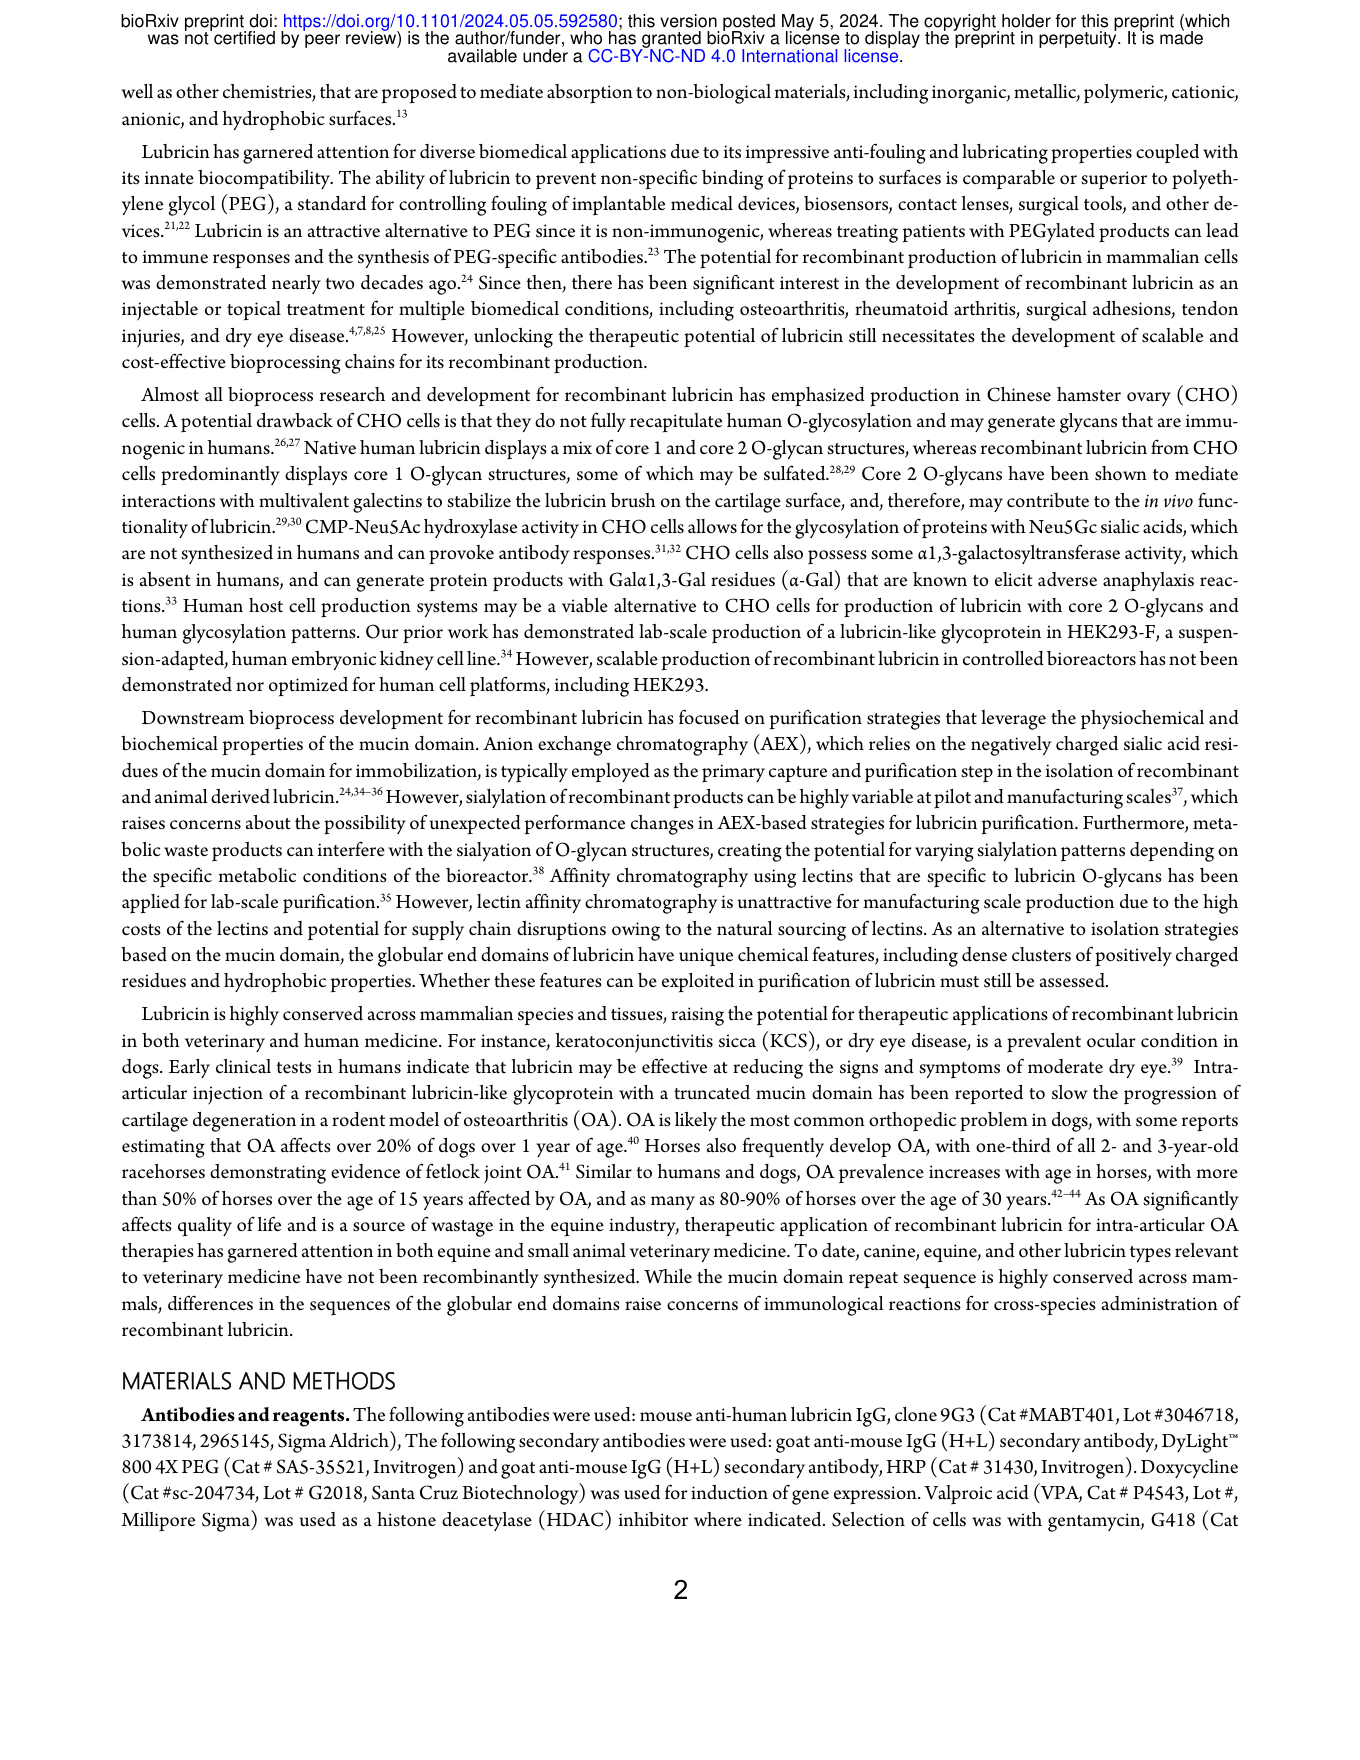 bioRxiv preprint doi: https://doi.org/10.1101/2024.05.05.592580; this version posted May 5, 2024. The copyright holder for this preprint (which
was not certified by peer review) is the author/funder, who has granted bioRxiv a license to display the preprint in perpetuity. It is made
available under a CC-BY-NC-ND 4.0 International license.
well as other chemistries, that are proposed to mediate absorption to non-biological materials, including inorganic, metallic, polymeric, cationic,
anionic, and hydrophobic surfaces.13
Lubricin has garnered attention for diverse biomedical applications due to its impressive anti-fouling and lubricating properties coupled with
its innate biocompatibility. The ability of lubricin to prevent non-specific binding of proteins to surfaces is comparable or superior to polyeth-
ylene glycol (PEG), a standard for controlling fouling of implantable medical devices, biosensors, contact lenses, surgical tools, and other de-
vices.21,22 Lubricin is an attractive alternative to PEG since it is non-immunogenic, whereas treating patients with PEGylated products can lead
to immune responses and the synthesis of PEG-specific antibodies.23 The potential for recombinant production of lubricin in mammalian cells
was demonstrated nearly two decades ago.24 Since then, there has been significant interest in the development of recombinant lubricin as an
injectable or topical treatment for multiple biomedical conditions, including osteoarthritis, rheumatoid arthritis, surgical adhesions, tendon
injuries, and dry eye disease.4,7,8,25 However, unlocking the therapeutic potential of lubricin still necessitates the development of scalable and
cost-effective bioprocessing chains for its recombinant production.
Almost all bioprocess research and development for recombinant lubricin has emphasized production in Chinese hamster ovary (CHO)
cells. A potential drawback of CHO cells is that they do not fully recapitulate human O-glycosylation and may generate glycans that are immu-
nogenic in humans.26,27 Native human lubricin displays a mix of core 1 and core 2 O-glycan structures, whereas recombinant lubricin from CHO
cells predominantly displays core 1 O-glycan structures, some of which may be sulfated.28,29 Core 2 O-glycans have been shown to mediate
interactions with multivalent galectins to stabilize the lubricin brush on the cartilage surface, and, therefore, may contribute to the in vivo func-
tionality of lubricin.29,30 CMP-Neu5Ac hydroxylase activity in CHO cells allows for the glycosylation of proteins with Neu5Gc sialic acids, which
are not synthesized in humans and can provoke antibody responses.31,32 CHO cells also possess some α1,3-galactosyltransferase activity, which
is absent in humans, and can generate protein products with Galα1,3-Gal residues (α-Gal) that are known to elicit adverse anaphylaxis reac-
tions.33 Human host cell production systems may be a viable alternative to CHO cells for production of lubricin with core 2 O-glycans and
human glycosylation patterns. Our prior work has demonstrated lab-scale production of a lubricin-like glycoprotein in HEK293-F, a suspen-
sion-adapted, human embryonic kidney cell line.34 However, scalable production of recombinant lubricin in controlled bioreactors has not been
demonstrated nor optimized for human cell platforms, including HEK293.
Downstream bioprocess development for recombinant lubricin has focused on purification strategies that leverage the physiochemical and
biochemical properties of the mucin domain. Anion exchange chromatography (AEX), which relies on the negatively charged sialic acid resi-
dues of the mucin domain for immobilization, is typically employed as the primary capture and purification step in the isolation of recombinant
and animal derived lubricin.24,34–36 However, sialylation of recombinant products can be highly variable at pilot and manufacturing scales37, which
raises concerns about the possibility of unexpected performance changes in AEX-based strategies for lubricin purification. Furthermore, meta-
bolic waste products can interfere with the sialyation of O-glycan structures, creating the potential for varying sialylation patterns depending on
the specific metabolic conditions of the bioreactor.38 Affinity chromatography using lectins that are specific to lubricin O-glycans has been
applied for lab-scale purification.35 However, lectin affinity chromatography is unattractive for manufacturing scale production due to the high
costs of the lectins and potential for supply chain disruptions owing to the natural sourcing of lectins. As an alternative to isolation strategies
based on the mucin domain, the globular end domains of lubricin have unique chemical features, including dense clusters of positively charged
residues and hydrophobic properties. Whether these features can be exploited in purification of lubricin must still be assessed.
Lubricin is highly conserved across mammalian species and tissues, raising the potential for therapeutic applications of recombinant lubricin
in both veterinary and human medicine. For instance, keratoconjunctivitis sicca (KCS), or dry eye disease, is a prevalent ocular condition in
dogs. Early clinical tests in humans indicate that lubricin may be effective at reducing the signs and symptoms of moderate dry eye.39 Intra-
articular injection of a recombinant lubricin-like glycoprotein with a truncated mucin domain has been reported to slow the progression of
cartilage degeneration in a rodent model of osteoarthritis (OA). OA is likely the most common orthopedic problem in dogs, with some reports
estimating that OA affects over 20% of dogs over 1 year of age.40 Horses also frequently develop OA, with one-third of all 2- and 3-year-old
racehorses demonstrating evidence of fetlock joint OA.41 Similar to humans and dogs, OA prevalence increases with age in horses, with more
than 50% of horses over the age of 15 years affected by OA, and as many as 80-90% of horses over the age of 30 years.42–44 As OA significantly
affects quality of life and is a source of wastage in the equine industry, therapeutic application of recombinant lubricin for intra-articular OA
therapies has garnered attention in both equine and small animal veterinary medicine. To date, canine, equine, and other lubricin types relevant
to veterinary medicine have not been recombinantly synthesized. While the mucin domain repeat sequence is highly conserved across mam-
mals, differences in the sequences of the globular end domains raise concerns of immunological reactions for cross-species administration of
recombinant lubricin.
MATERIALS AND METHODS
Antibodies and reagents. The following antibodies were used: mouse anti-human lubricin IgG, clone 9G3 (Cat #MABT401, Lot #3046718,
3173814, 2965145, Sigma Aldrich), The following secondary antibodies were used: goat anti-mouse IgG (H+L) secondary antibody, DyLight™
800 4X PEG (Cat # SA5-35521, Invitrogen) and goat anti-mouse IgG (H+L) secondary antibody, HRP (Cat # 31430, Invitrogen). Doxycycline
(Cat #sc-204734, Lot # G2018, Santa Cruz Biotechnology) was used for induction of gene expression. Valproic acid (VPA, Cat # P4543, Lot #,
Millipore Sigma) was used as a histone deacetylase (HDAC) inhibitor where indicated. Selection of cells was with gentamycin, G418 (Cat
2